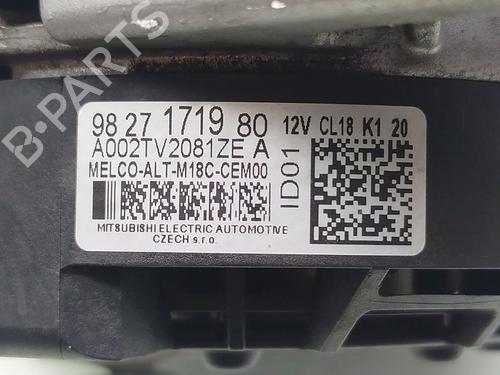 98 27 1719 80 12V CL18 K1 20
A002TV2081ZE A
MELCO-ALT-M18C-CEM00
ID01
MITSUBISHI ELECTRIC AUTOMOTIVE
CZECH s.r.o.
B-PARTS